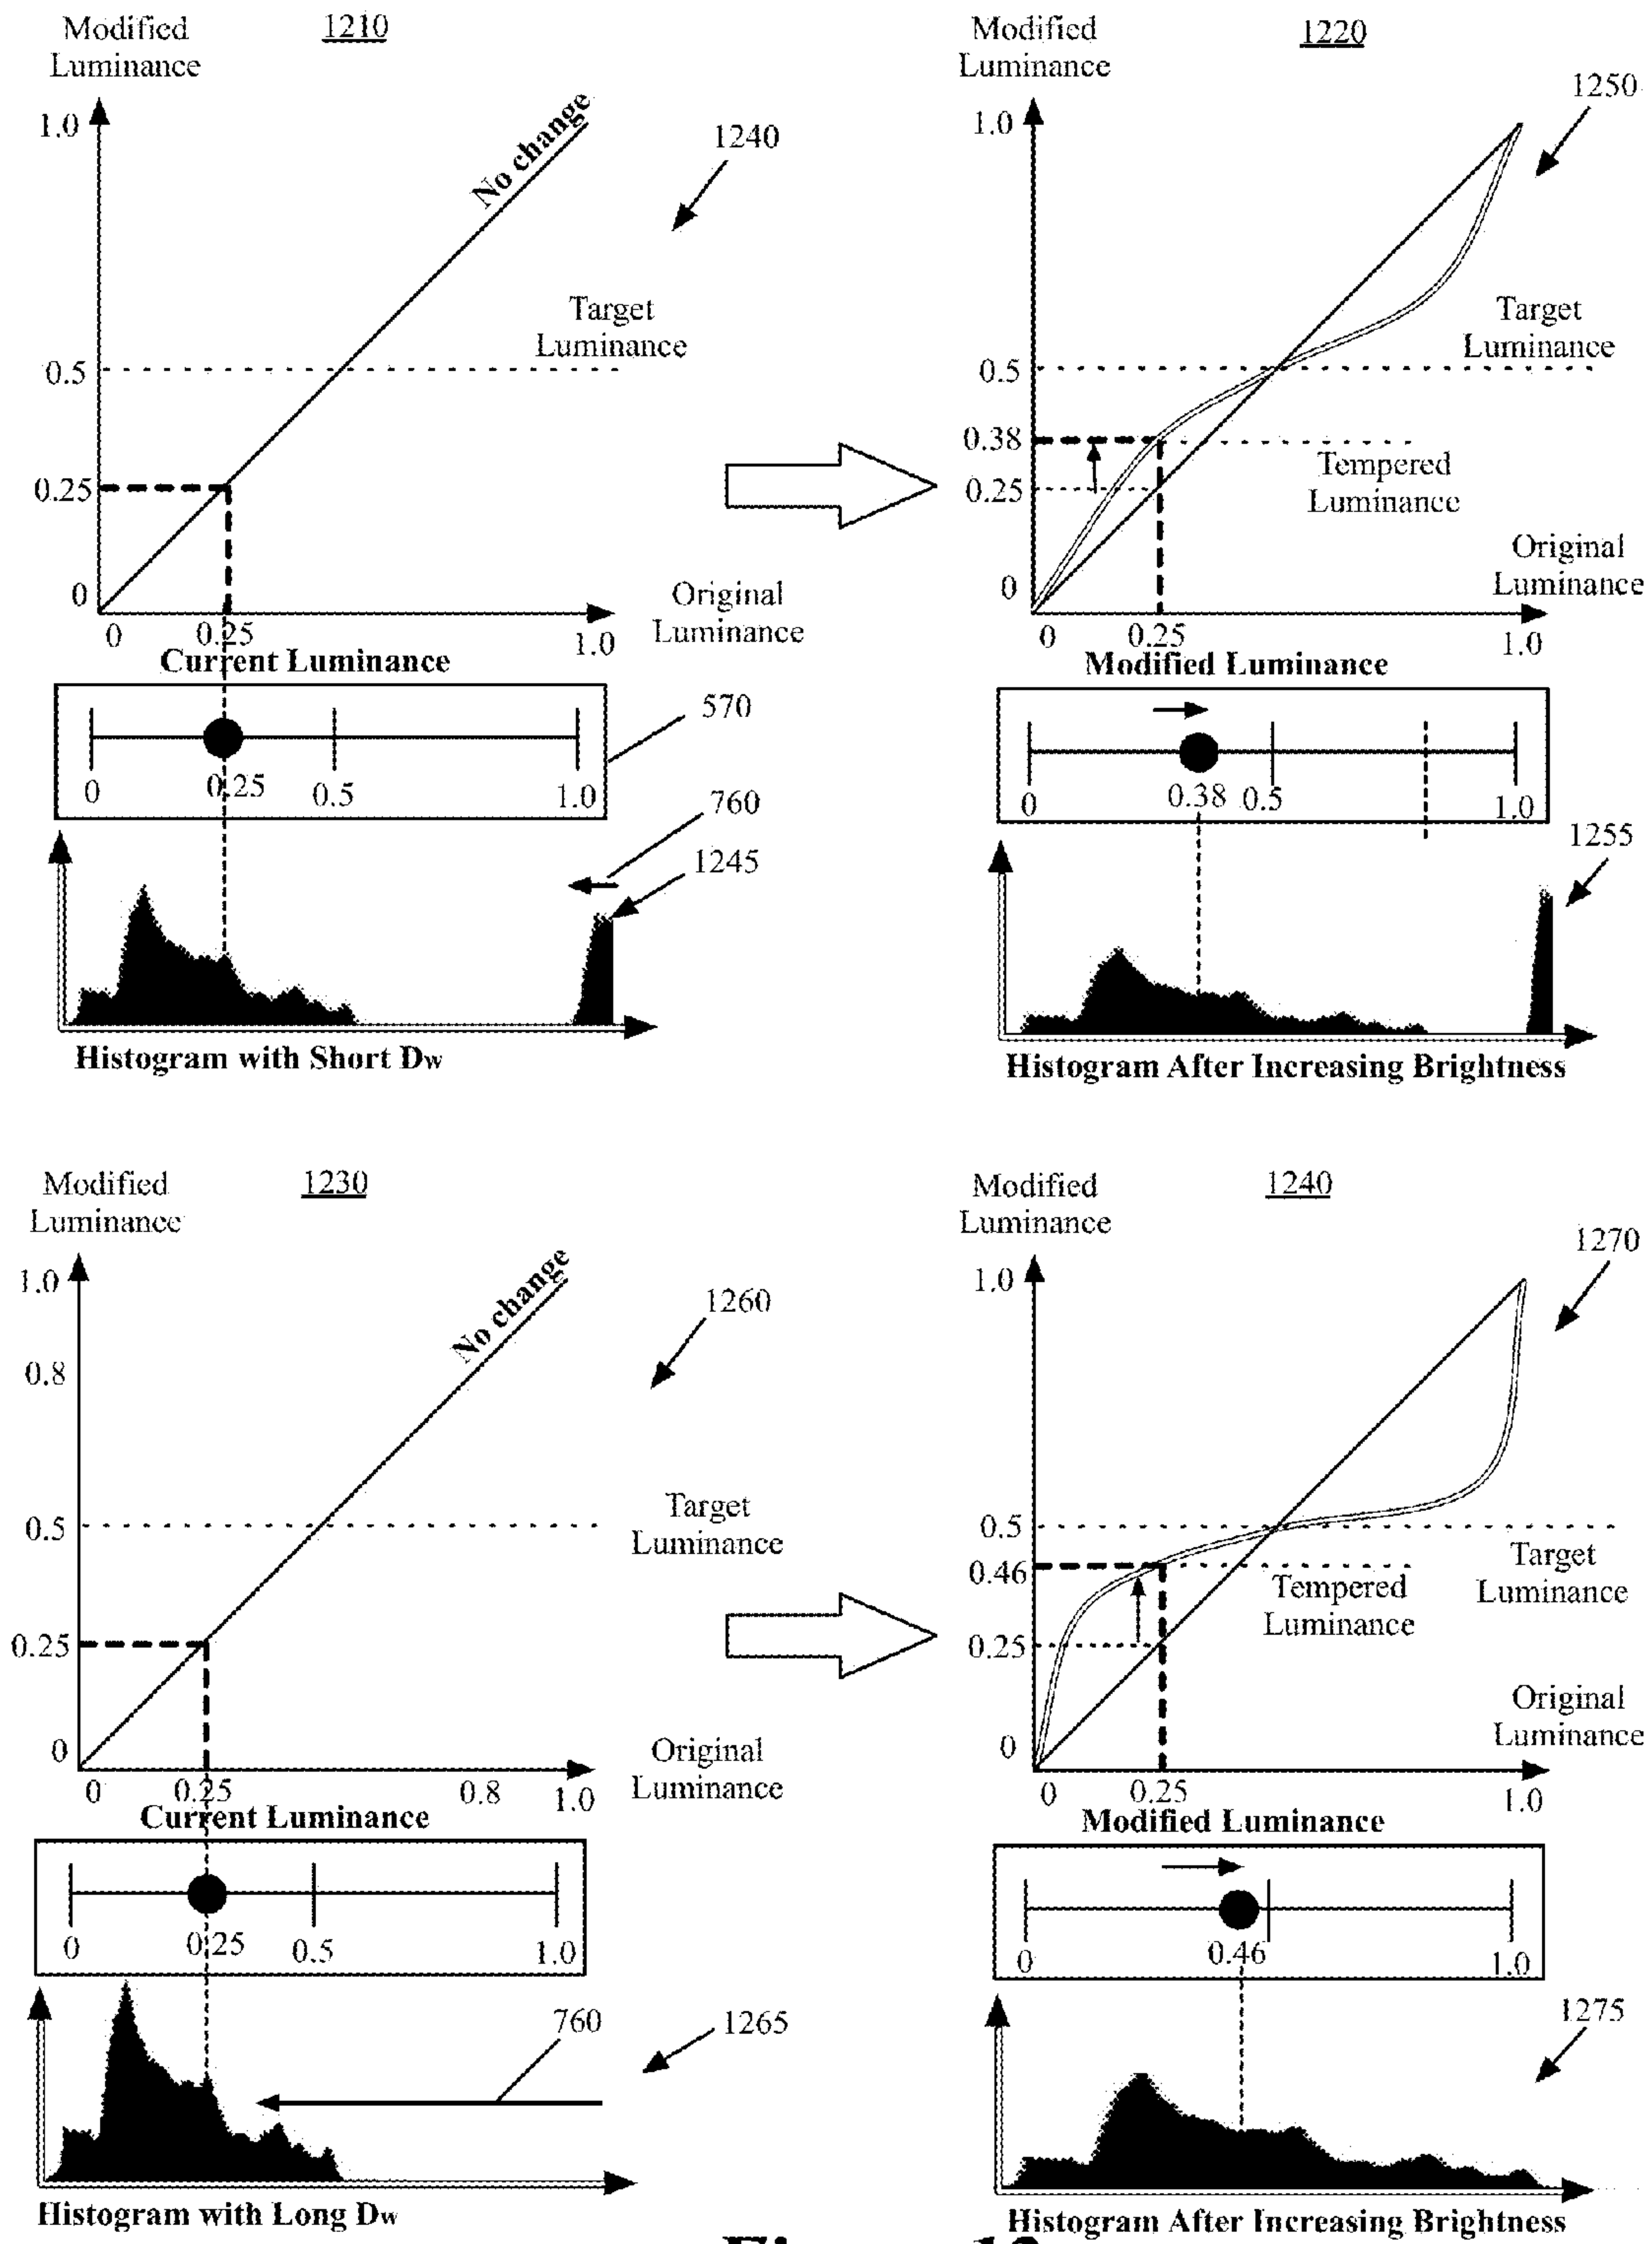 Modified
Luminance
1210
1.0
No change
1240
Target
Luminance
0.5
0.25
0
0
0.25
1.0
Original
Luminance
Current Luminance
570
0
0.25
0.5
1.0
760
1245
Histogram with Short Dw
Modified
Luminance
1220
1250
1.0
Target
Luminance
0.5
0.38
Tempered
Luminance
0.25
Original
Luminance
0
0
0.25
1.0
Modified Luminance
0
0.38
0.5
1.0
1255
Histogram After Increasing Brightness
Modified
Luminance
1230
1.0
No change
1260
0.8
Target
Luminance
0.5
0.25
0
Original
Luminance
0
0.25
0.8
1.0
Current Luminance
0
0.25
0.5
1.0
760
1265
Histogram with Long Dw
Modified
Luminance
1240
1270
1.0
0.5
Target
Luminance
0.46
Tempered
Luminance
0.25
Original
Luminance
0
0
0.25
1.0
Modified Luminance
0
0.46
1.0
1275
Histogram After Increasing Brightness